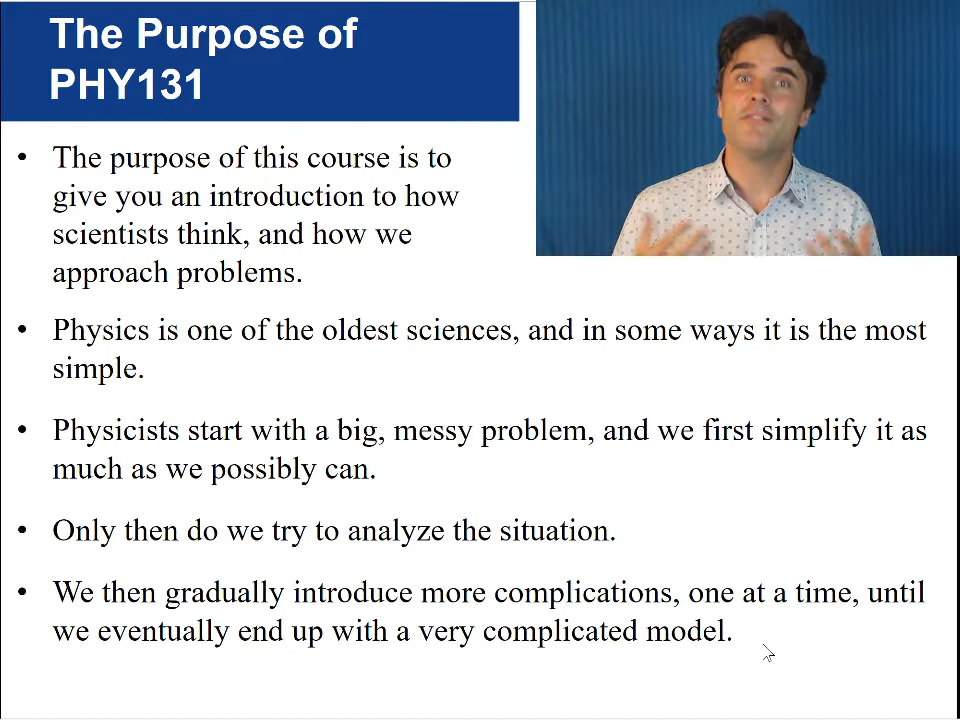 The Purpose of
PHY131
• The purpose of this course is to
give you an introduction to how
scientists think, and how we
approach problems.
• Physics is one of the oldest sciences, and in some ways it is the most
simple.
• Physicists start with a big, messy problem, and we first simplify it as
much as we possibly can.
• Only then do we try to analyze the situation.
• We then gradually introduce more complications, one at a time, until
we eventually end up with a very complicated model.